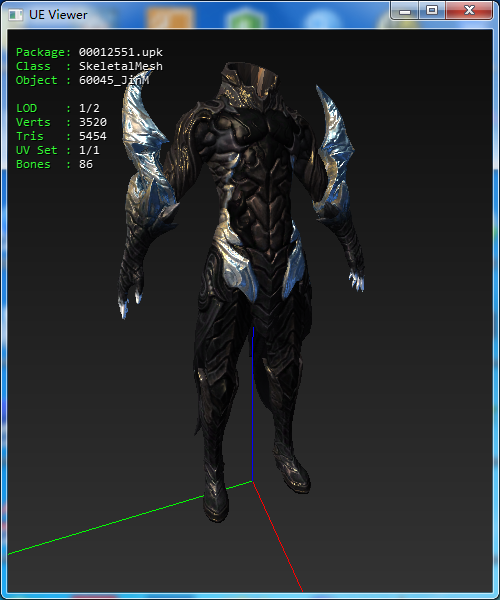 UE Viewer
Package: 00012551.upk
Class : SkeletalMesh
Object : 60045_JinM
LOD : 1/2
Verts : 3520
Tris : 5454
UV Set : 1/1
Bones : 86